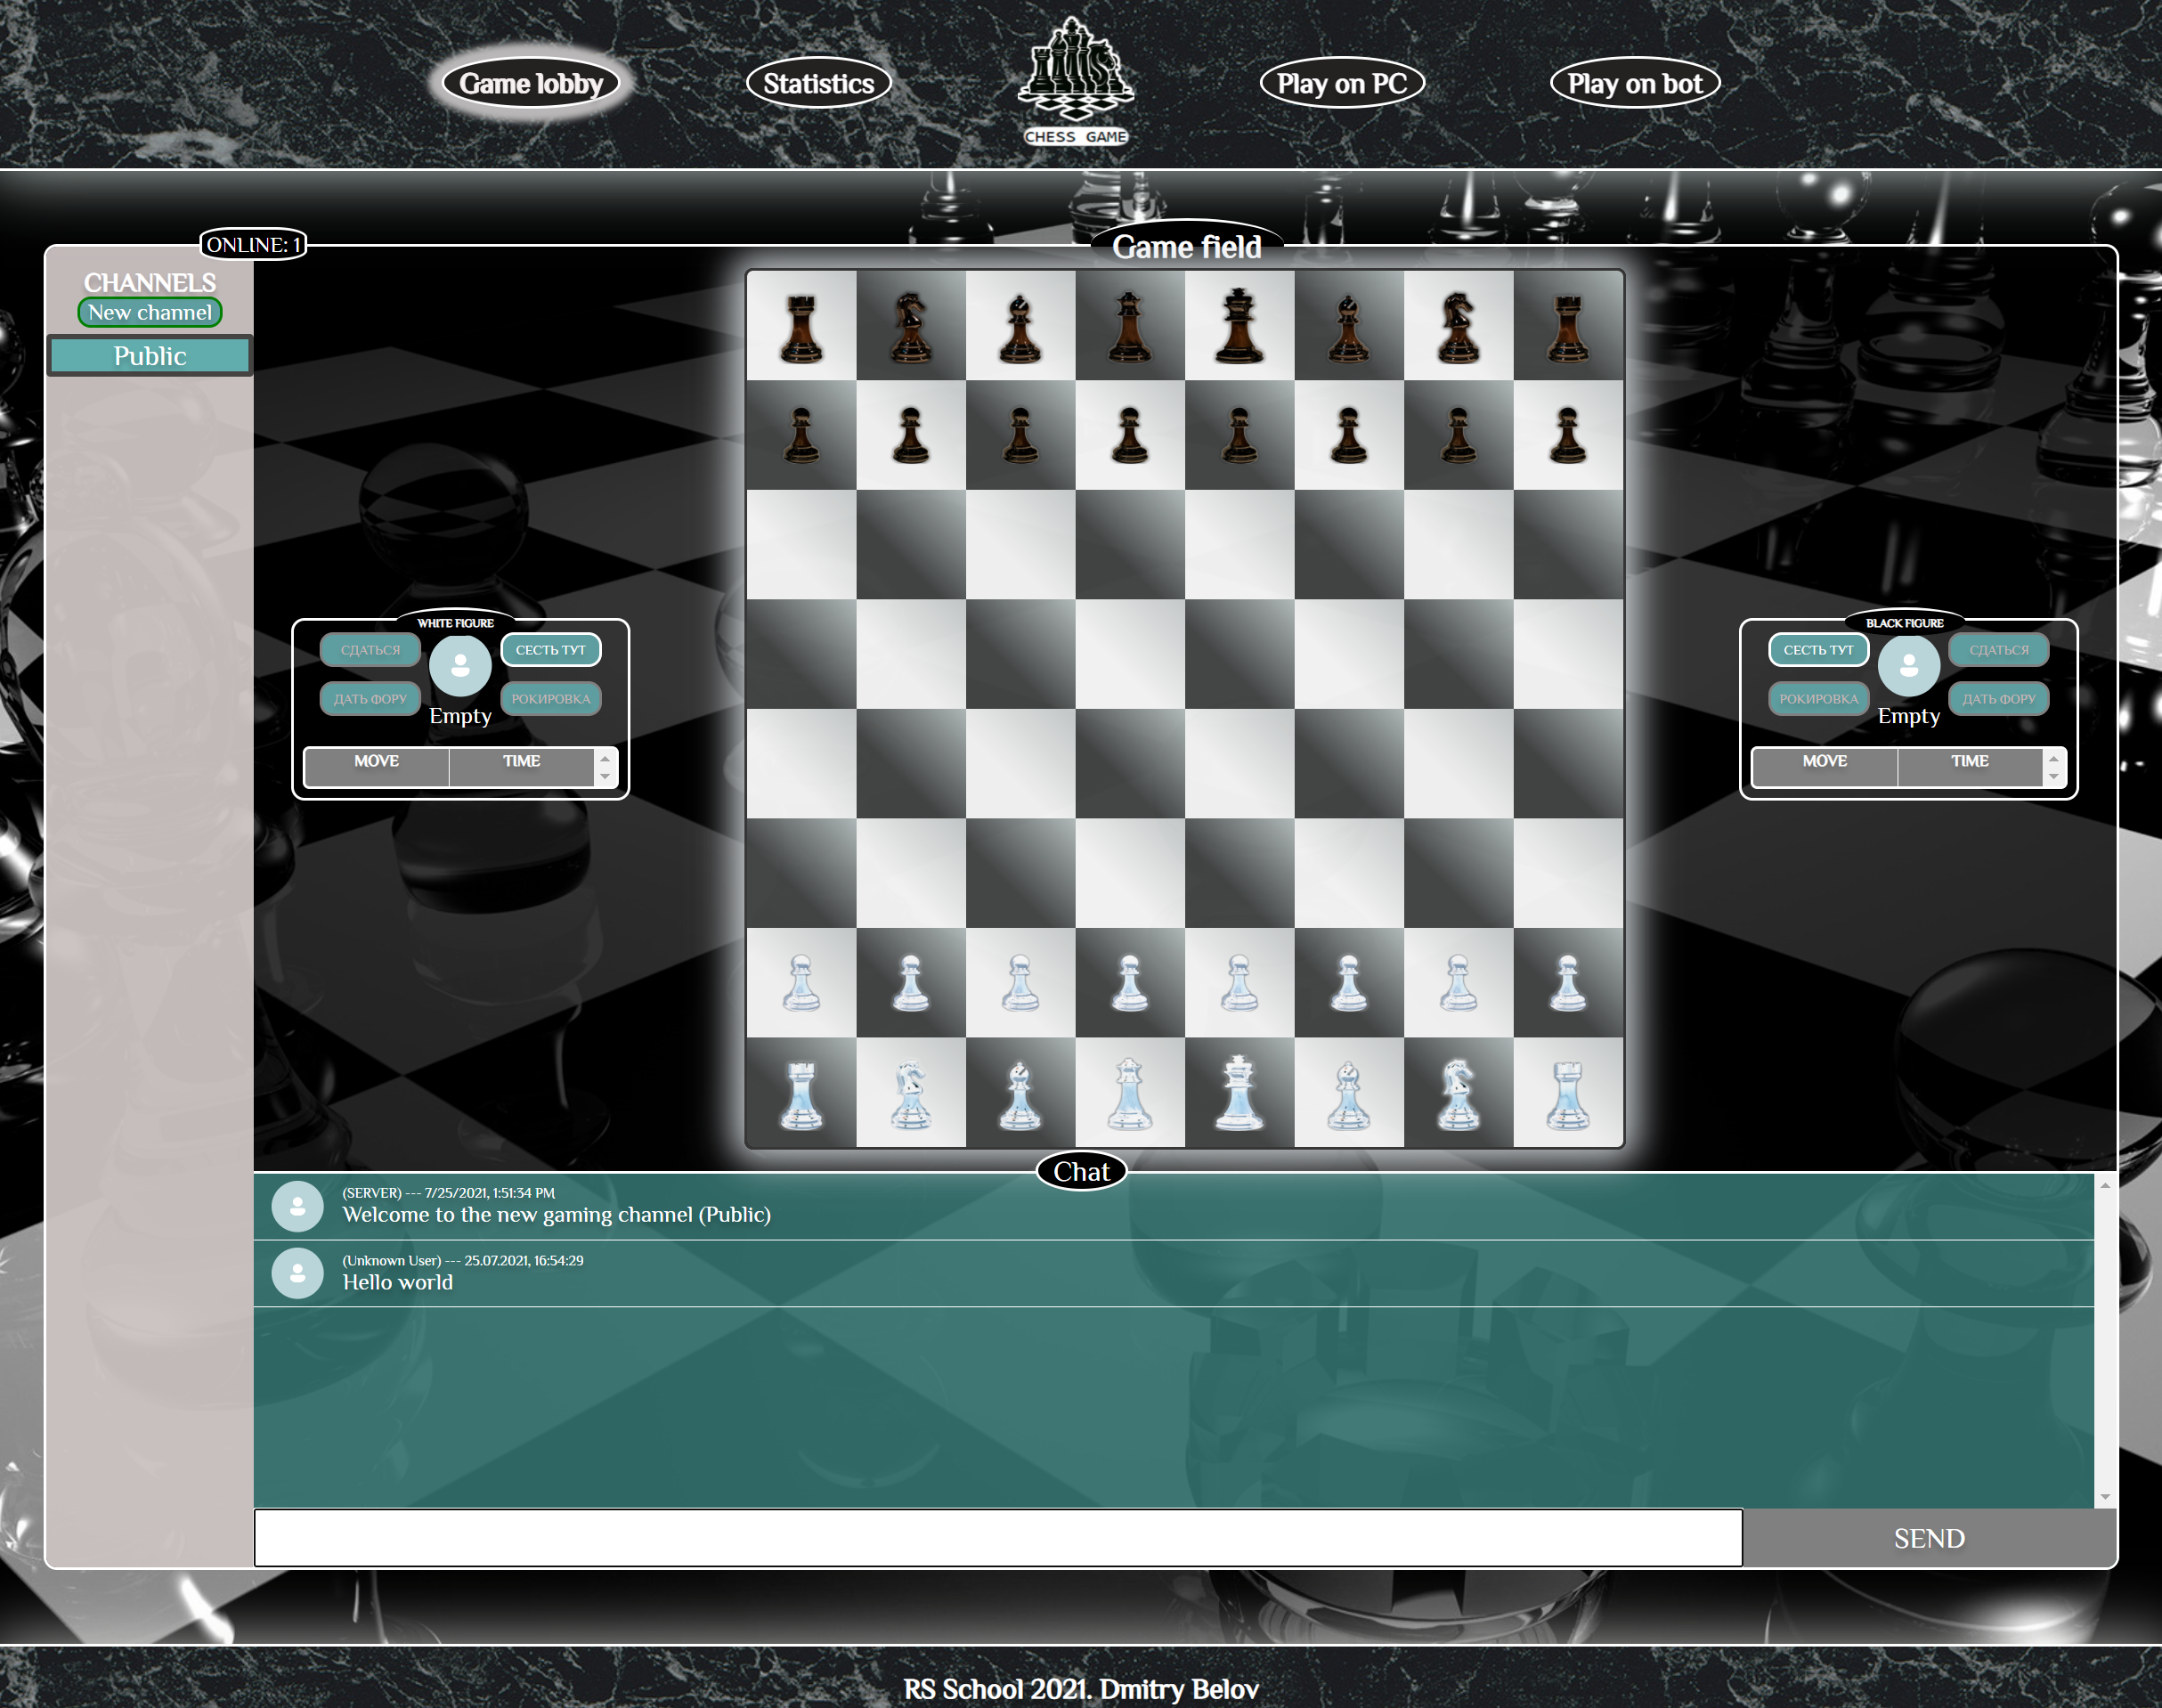 Game lobby
Statistics
CHESS GAME
Play on PC
Play on bot
ONLINE: 1
Game field
CHANNELS
New channel
Public
WHITE FIGURE
СДАТЬСЯ
СЕСТЬ ТУТ
ДАТЬ ФОРУ
РОКИРОВКА
Empty
MOVE TIME
BLACK FIGURE
СЕСТЬ ТУТ
СДАТЬСЯ
РОКИРОВКА
ДАТЬ ФОРУ
Empty
MOVE TIME
Chat
(SERVER) --- 7/25/2021, 1:51:34 PM
Welcome to the new gaming channel (Public)
(Unknown User) --- 25.07.2021, 16:54:29
Hello world
SEND
RS School 2021. Dmitry Belov